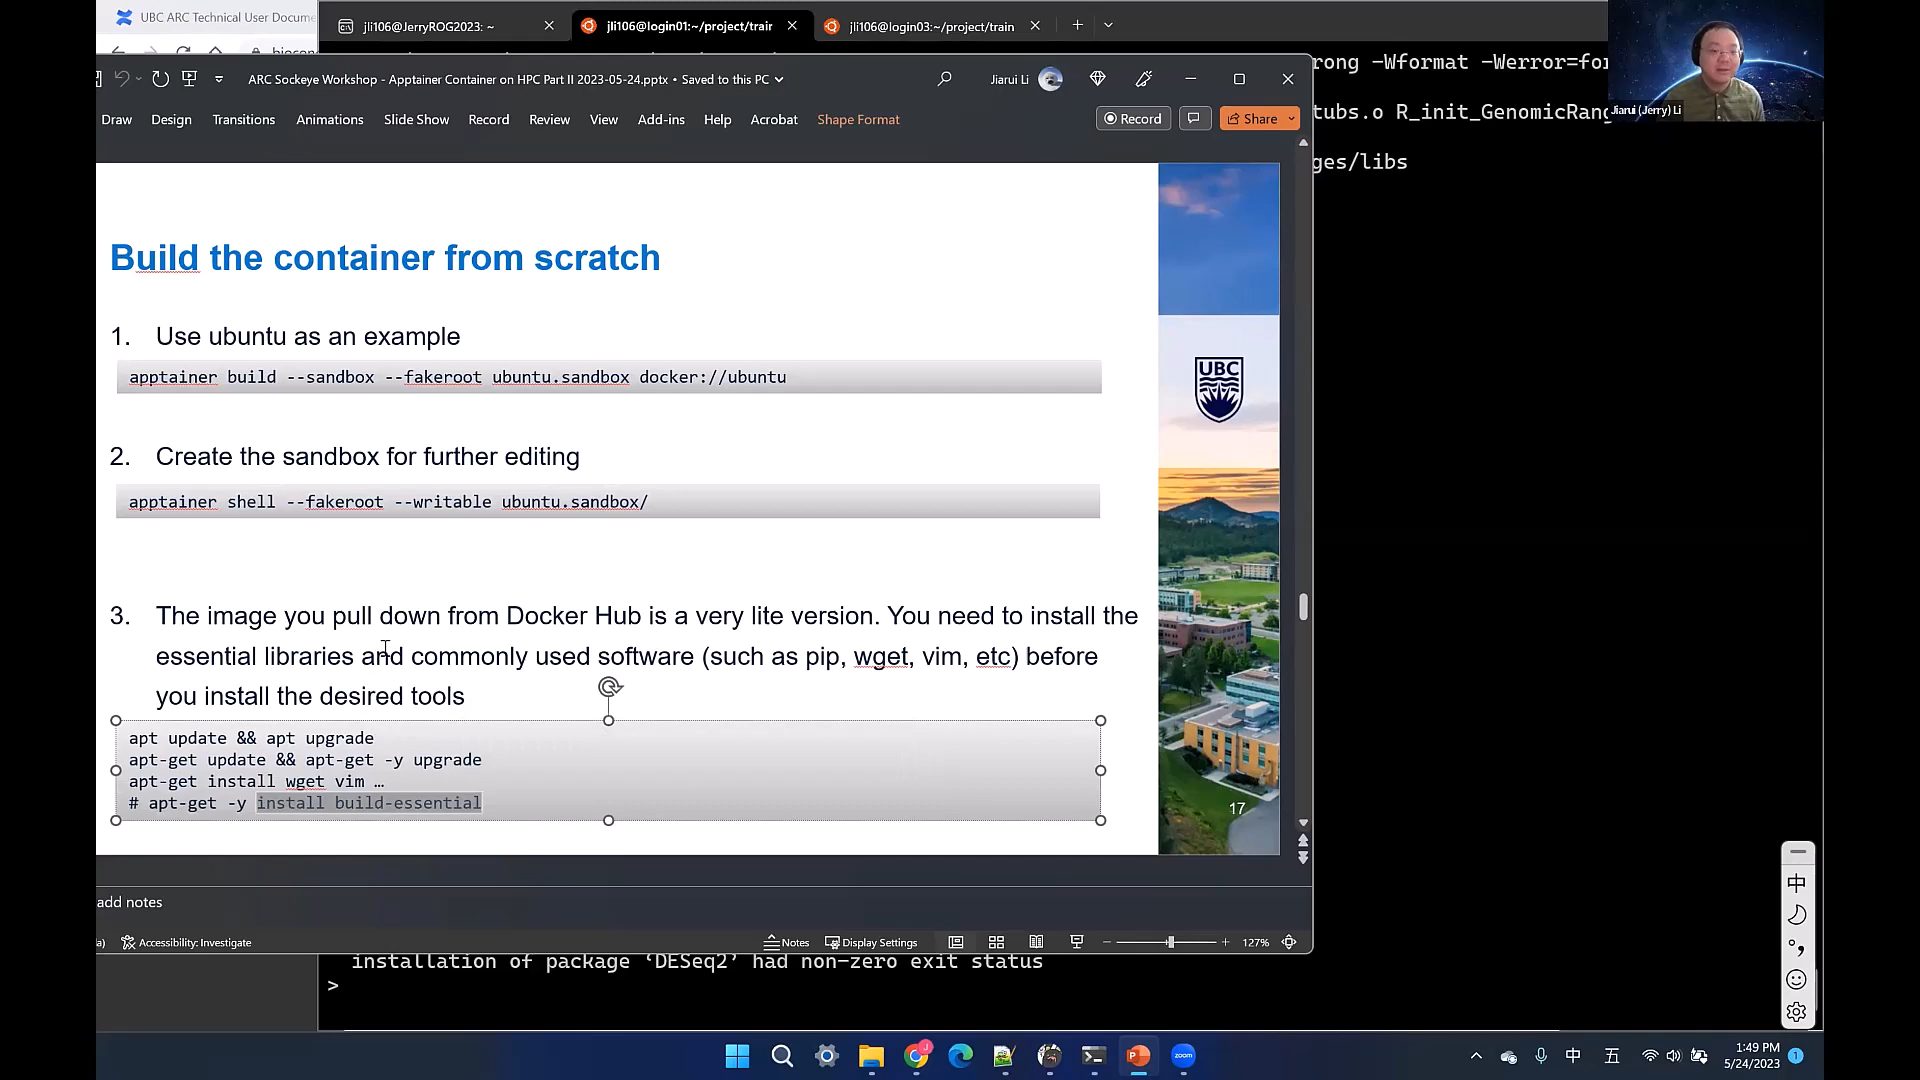 UBC ARC Technical User Docume
jli106@JerryROG2023: ~
jli106@login01:~/project/trair
jli106@login03:~/project/train
ARC Sockeye Workshop - Apptainer Container on HPC Part II 2023-05-24.pptx • Saved to this PC
Jiarui Li
Draw Design Transitions Animations Slide Show Record Review View Add-ins Help Acrobat Shape Format
Record
Share
rong -Wformat -Werror=for
tubs.o R_init_GenomicRang
ges/libs
Jiarui (Jerry) Li
Build the container from scratch
1. Use ubuntu as an example
apptainer build --sandbox --fakeroot ubuntu.sandbox docker://ubuntu
2. Create the sandbox for further editing
apptainer shell --fakeroot --writable ubuntu.sandbox/
3. The image you pull down from Docker Hub is a very lite version. You need to install the
essential libraries and commonly used software (such as pip, wget, vim, etc) before
you install the desired tools
apt update && apt upgrade
apt-get update && apt-get -y upgrade
apt-get install wget vim …
# apt-get -y install build-essential
UBC
17
add notes
Accessibility: Investigate
Notes
Display Settings
127%
installation of package ‘DESeq2’ had non-zero exit status
>
中
zoom
中
五
1:49 PM
5/24/2023
1